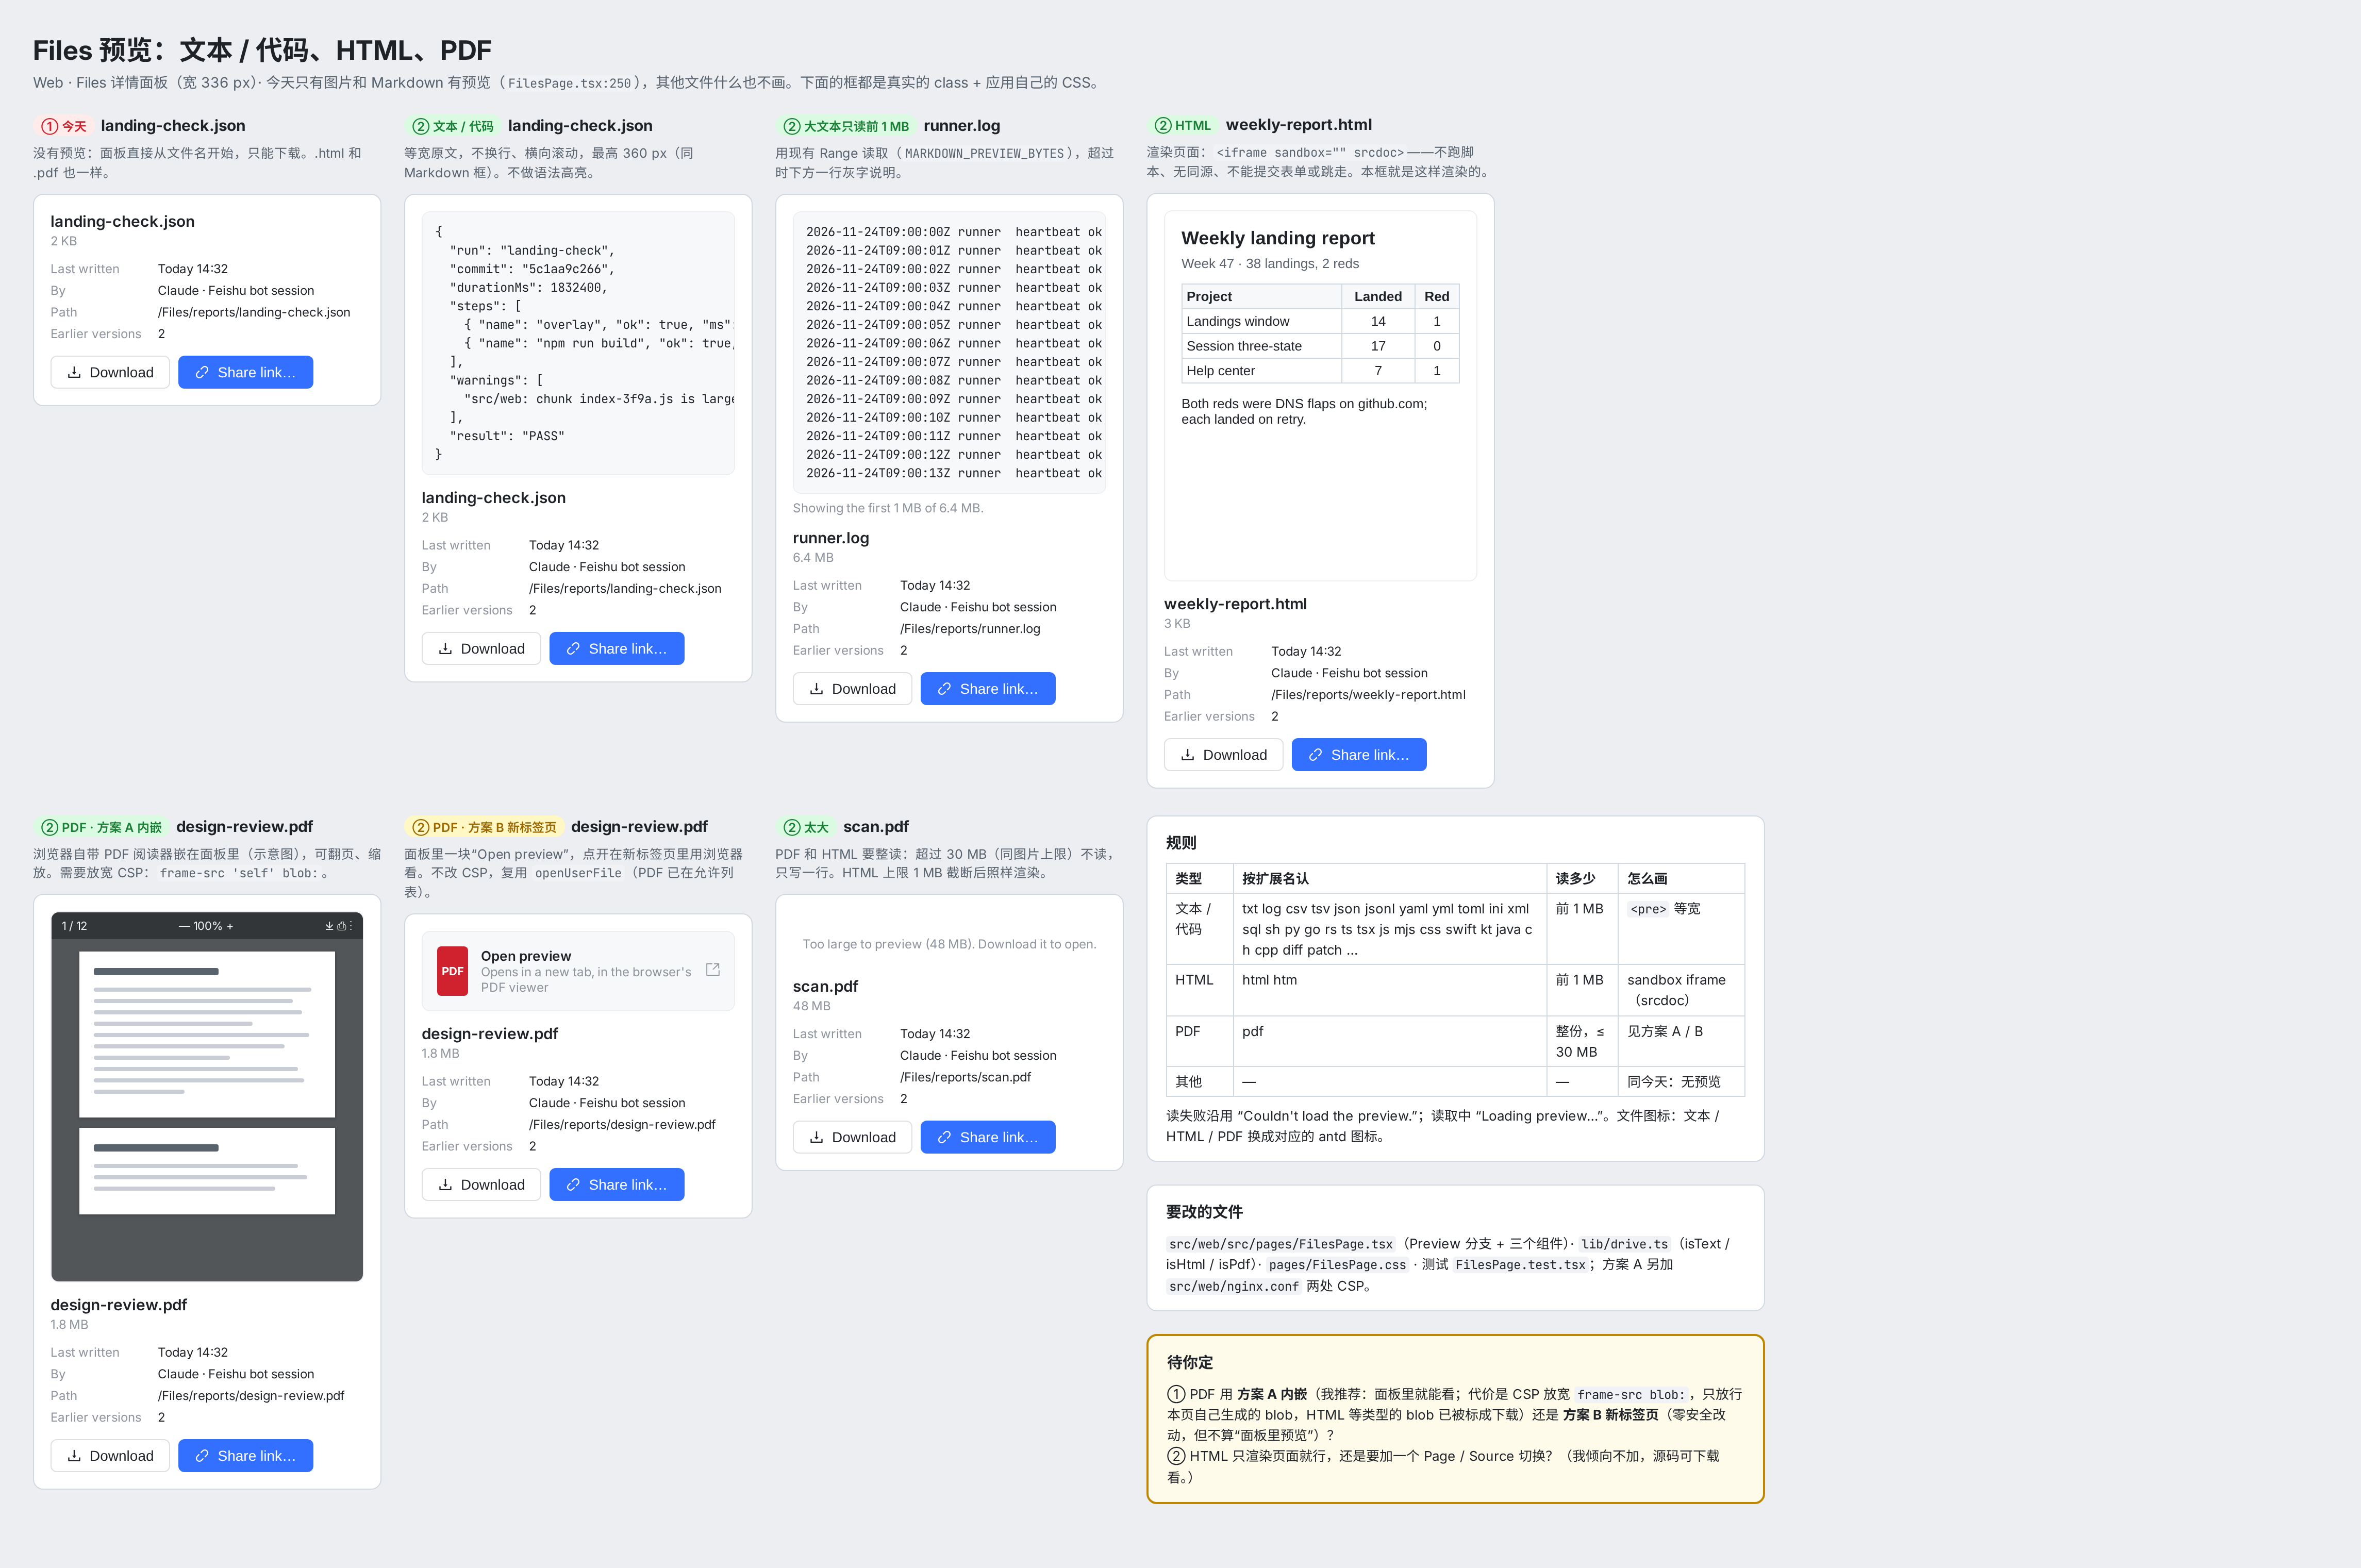 Files 预览：文本 / 代码、HTML、PDF
Web · Files 详情面板（宽 336 px）· 今天只有图片和 Markdown 有预览（ FilesPage.tsx:250 ），其他文件什么也不画。下面的框都是真实的 class + 应用自己的 CSS。
① 今天 landing-check.json
没有预览：面板直接从文件名开始，只能下载。.html 和
.pdf 也一样。
landing-check.json
2 KB
Last written Today 14:32
By Claude · Feishu bot session
Path /Files/reports/landing-check.json
Earlier versions 2
Download Share link…
② 文本 / 代码 landing-check.json
等宽原文，不换行、横向滚动，最高 360 px（同
Markdown 框）。不做语法高亮。
{
"run": "landing-check",
"commit": "5c1aa9c266",
"durationMs": 1832400,
"steps": [
{ "name": "overlay", "ok": true, "ms":
{ "name": "npm run build", "ok": true,
],
"warnings": [
"src/web: chunk index-3f9a.js is large
],
"result": "PASS"
}
landing-check.json
2 KB
Last written Today 14:32
By Claude · Feishu bot session
Path /Files/reports/landing-check.json
Earlier versions 2
Download Share link…
② 大文本只读前 1 MB runner.log
用现有 Range 读取（ MARKDOWN_PREVIEW_BYTES ），超过
时下方一行灰字说明。
2026-11-24T09:00:00Z runner heartbeat ok
2026-11-24T09:00:01Z runner heartbeat ok
2026-11-24T09:00:02Z runner heartbeat ok
2026-11-24T09:00:03Z runner heartbeat ok
2026-11-24T09:00:04Z runner heartbeat ok
2026-11-24T09:00:05Z runner heartbeat ok
2026-11-24T09:00:06Z runner heartbeat ok
2026-11-24T09:00:07Z runner heartbeat ok
2026-11-24T09:00:08Z runner heartbeat ok
2026-11-24T09:00:09Z runner heartbeat ok
2026-11-24T09:00:10Z runner heartbeat ok
2026-11-24T09:00:11Z runner heartbeat ok
2026-11-24T09:00:12Z runner heartbeat ok
2026-11-24T09:00:13Z runner heartbeat ok
Showing the first 1 MB of 6.4 MB.
runner.log
6.4 MB
Last written Today 14:32
By Claude · Feishu bot session
Path /Files/reports/runner.log
Earlier versions 2
Download Share link…
② HTML weekly-report.html
渲染页面： <iframe sandbox="" srcdoc> ——不跑脚
本、无同源、不能提交表单或跳走。本框就是这样渲染的。
Weekly landing report
Week 47 · 38 landings, 2 reds
Project Landed Red
Landings window 14 1
Session three-state 17 0
Help center 7 1
Both reds were DNS flaps on github.com;
each landed on retry.
weekly-report.html
3 KB
Last written Today 14:32
By Claude · Feishu bot session
Path /Files/reports/weekly-report.html
Earlier versions 2
Download Share link…
② PDF · 方案 A 内嵌 design-review.pdf
浏览器自带 PDF 阅读器嵌在面板里（示意图），可翻页、缩
放。需要放宽 CSP： frame-src 'self' blob: 。
1 / 12 — 100% +
design-review.pdf
1.8 MB
Last written Today 14:32
By Claude · Feishu bot session
Path /Files/reports/design-review.pdf
Earlier versions 2
Download Share link…
② PDF · 方案 B 新标签页 design-review.pdf
面板里一块“Open preview”，点开在新标签页里用浏览器
看。不改 CSP，复用 openUserFile （PDF 已在允许列
表）。
PDF
Open preview
Opens in a new tab, in the browser's
PDF viewer
design-review.pdf
1.8 MB
Last written Today 14:32
By Claude · Feishu bot session
Path /Files/reports/design-review.pdf
Earlier versions 2
Download Share link…
② 太大 scan.pdf
PDF 和 HTML 要整读：超过 30 MB（同图片上限）不读，
只写一行。HTML 上限 1 MB 截断后照样渲染。
Too large to preview (48 MB). Download it to open.
scan.pdf
48 MB
Last written Today 14:32
By Claude · Feishu bot session
Path /Files/reports/scan.pdf
Earlier versions 2
Download Share link…
规则
类型 按扩展名认 读多少 怎么画
文本 / 代码 txt log csv tsv json jsonl yaml yml toml ini xml 前 1 MB <pre> 等宽
sql sh py go rs ts tsx js mjs css swift kt java c
h cpp diff patch …
HTML html htm 前 1 MB sandbox iframe
（srcdoc）
PDF pdf 整份，≤ 30 MB 见方案 A / B
其他 — — 同今天：无预览
读失败沿用 “Couldn't load the preview.”；读取中 “Loading preview…”。文件图标：文本 /
HTML / PDF 换成对应的 antd 图标。
要改的文件
src/web/src/pages/FilesPage.tsx（Preview 分支 + 三个组件）· lib/drive.ts（isText /
isHtml / isPdf）· pages/FilesPage.css · 测试 FilesPage.test.tsx；方案 A 另加
src/web/nginx.conf 两处 CSP。
待你定
① PDF 用 方案 A 内嵌（我推荐：面板里就能看；代价是 CSP 放宽 frame-src blob:，只放行
本页自己生成的 blob，HTML 等类型的 blob 已被标成下载）还是 方案 B 新标签页（零安全改
动，但不算“面板里预览”）？
② HTML 只渲染页面就行，还是要加一个 Page / Source 切换？（我倾向不加，源码可下载
看。）